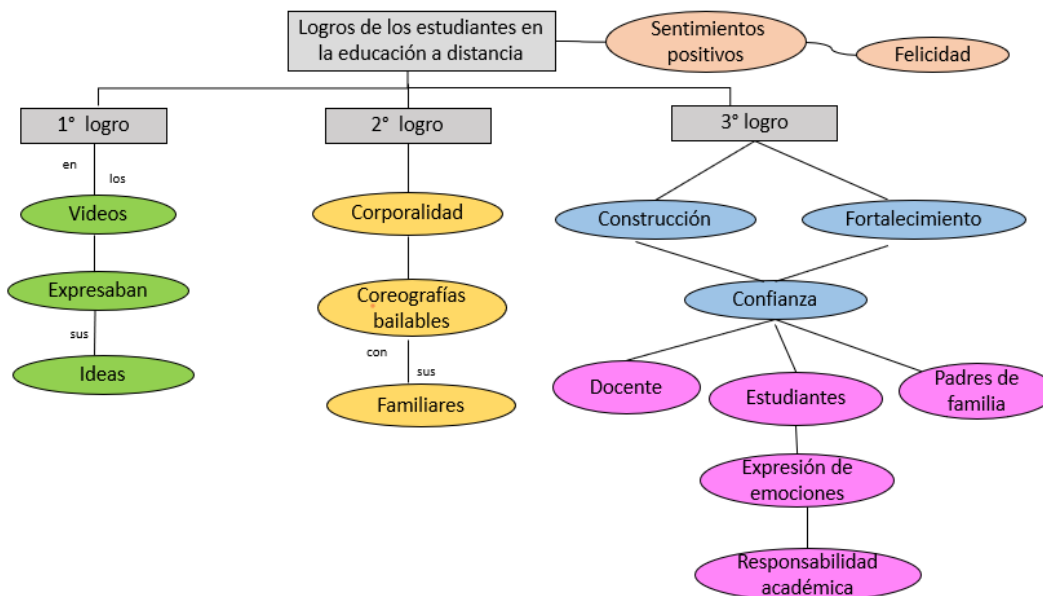 Logros de los estudiantes en
la educación a distancia
Sentimientos
positivos
Felicidad
1° logro
2° logro
3° logro
en
los
Videos
Expresaban
sus
Ideas
Corporalidad
Coreografías
bailables
con
sus
Familiares
Construcción
Fortalecimiento
Confianza
Docente
Estudiantes
Padres de
familia
Expresión de
emociones
Responsabilidad
académica